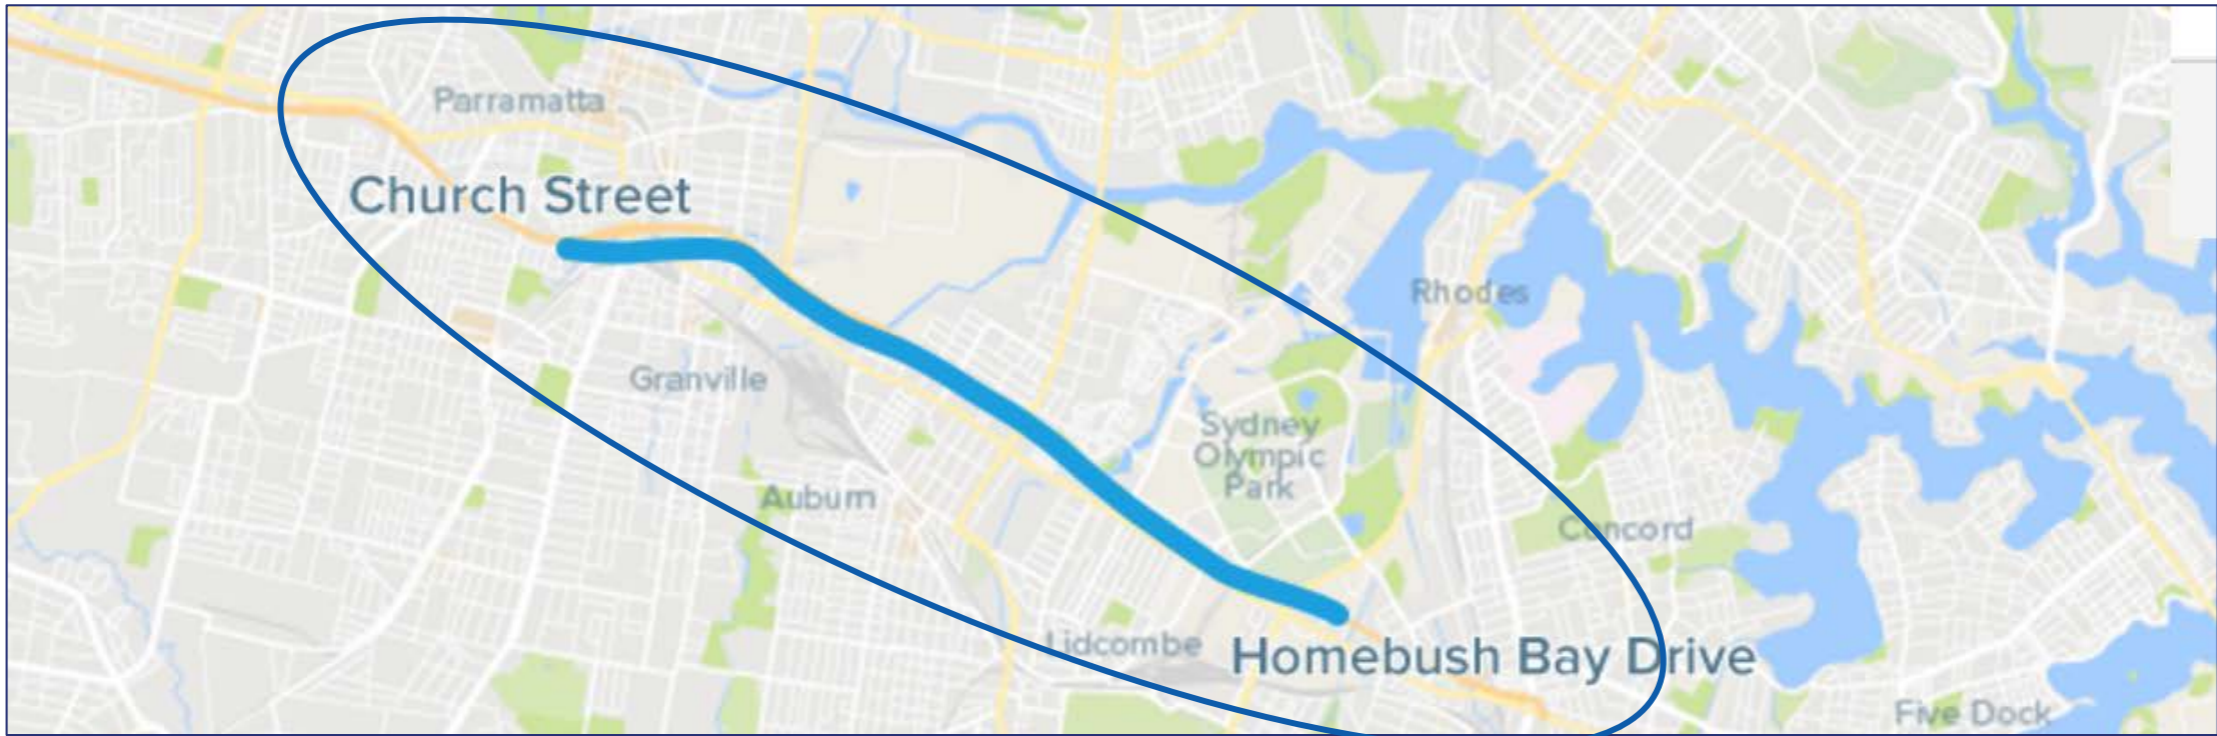 Parramatta
Church Street
Rhodes
Granville
Sydney
Olympic
Park
Auburn
Concord
Lidcombe
Homebush Bay Drive
Five Dock